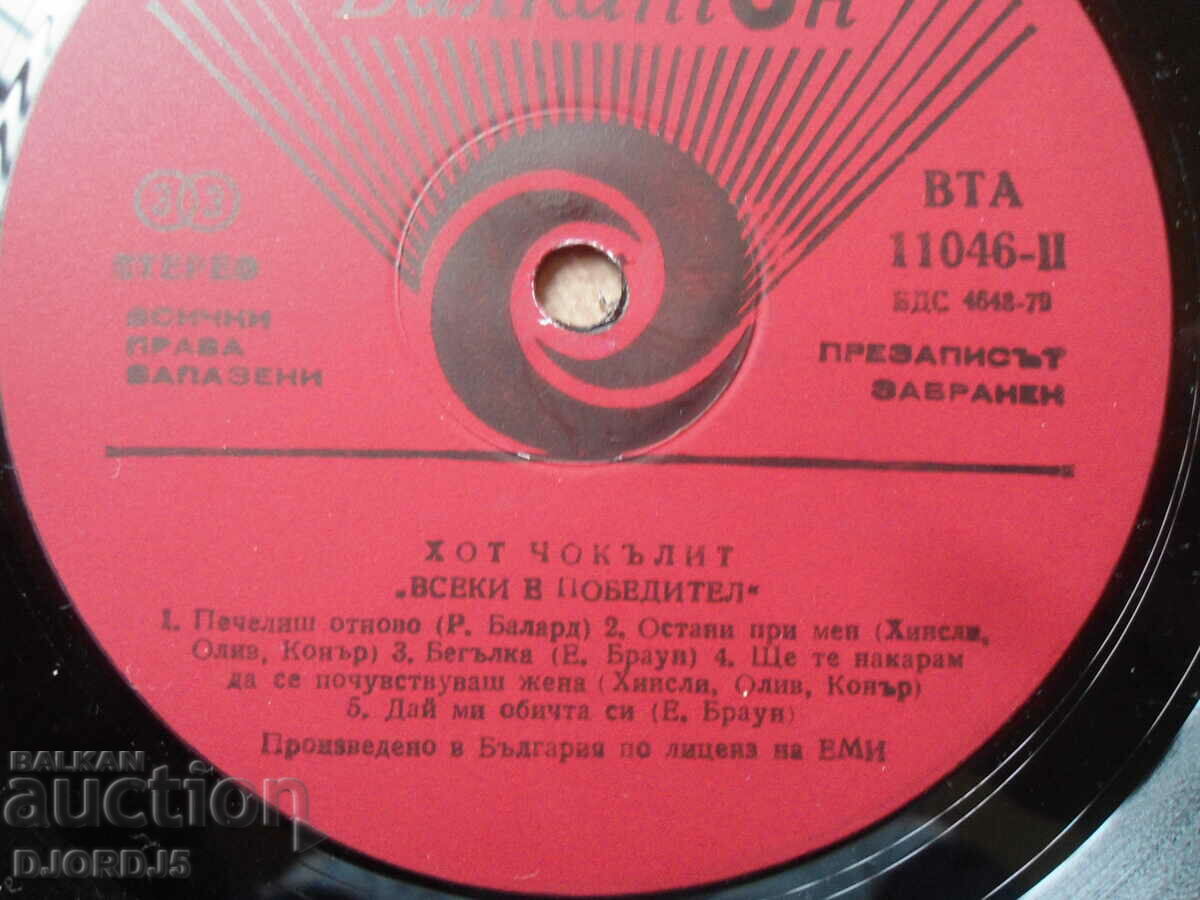 Балкантон
33
СТЕРЕО
ВСИЧКИ
ПРАВА
ЗАПАЗЕНИ
ВТА
11046-II
БДС 4648-79
ПРЕЗАПИСЪТ
ЗАБРАНЕН
ХОТ ЧОКЪЛИТ
„ВСЕКИ Е ПОБЕДИТЕЛ“
1. Печелиш отново (Р. Балард) 2. Остани при мен (Хинсли,
Олив, Конър) 3. Бегълка (Е. Браун) 4. Ще те накарам
да се почувствуваш жена (Хинсли, Олив, Конър)
5. Дай ми обичта си (Е. Браун)
Произведено в България по лиценз на ЕМИ
BALKAN
auction
DJORDJ5